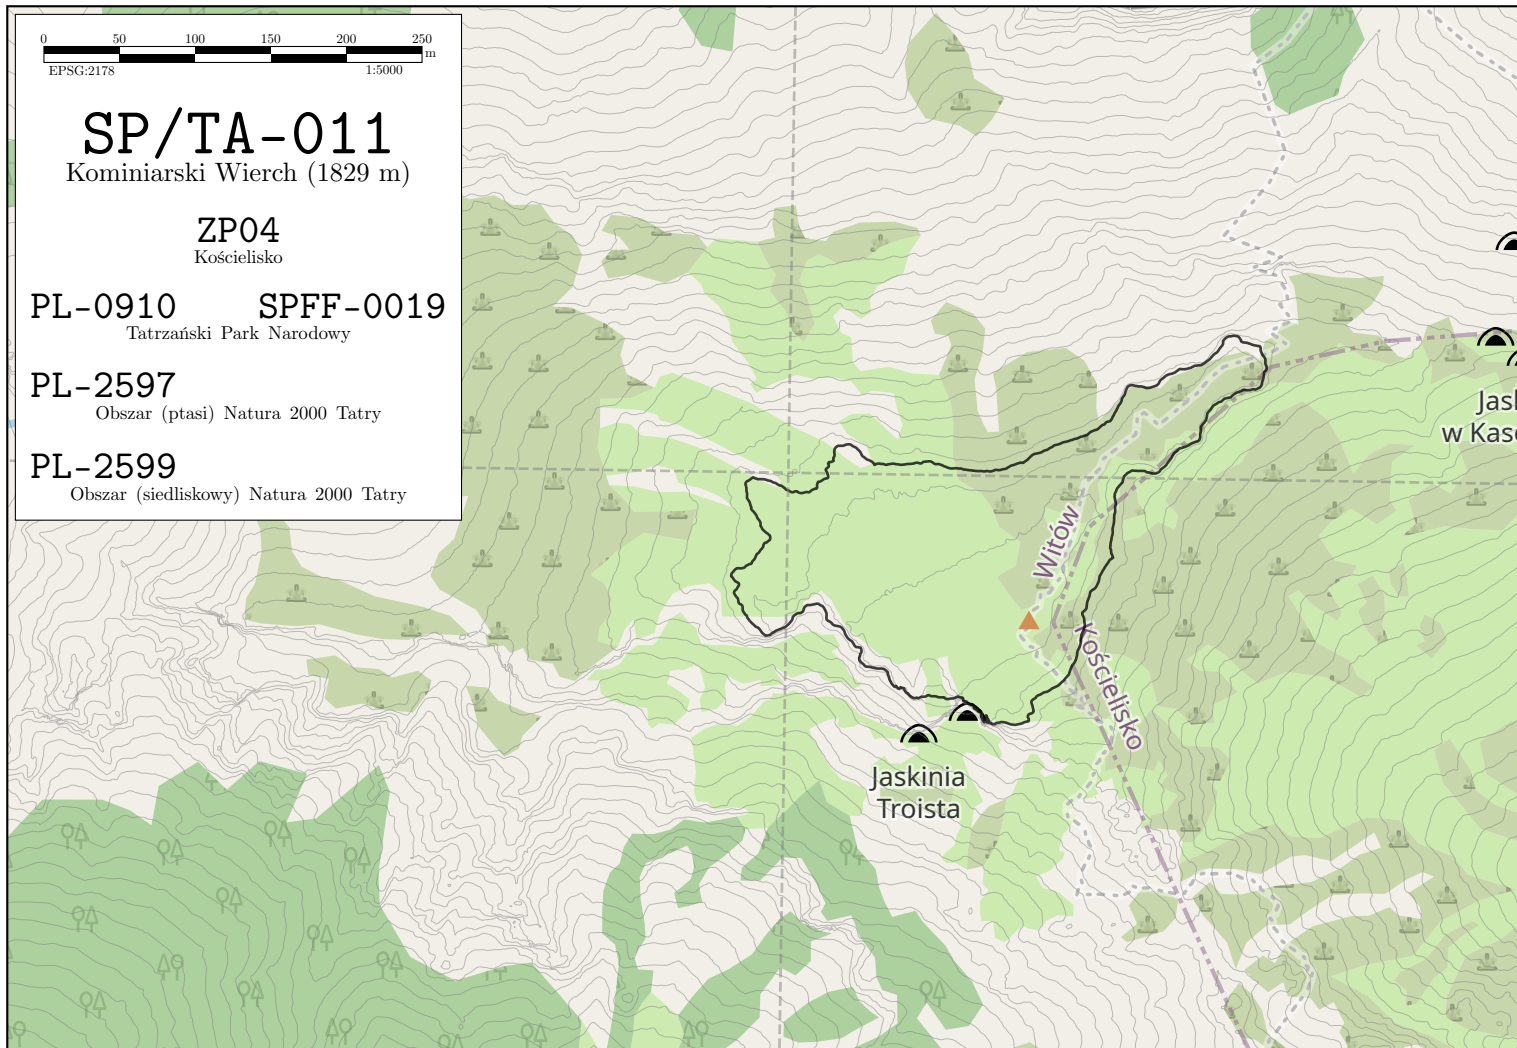 0 50 100 150 200 250
m
EPSG:2178 1:5000
SP/TA-011
Kominiarski Wierch (1829 m)
ZP04
Kościelisko
PL-0910 SPFF-0019
Tatrzański Park Narodowy
PL-2597
Obszar (ptasi) Natura 2000 Tatry
PL-2599
Obszar (siedliskowy) Natura 2000 Tatry
Witów
Kościelisko
Jaskinia
Troista
Jask
w Kaso